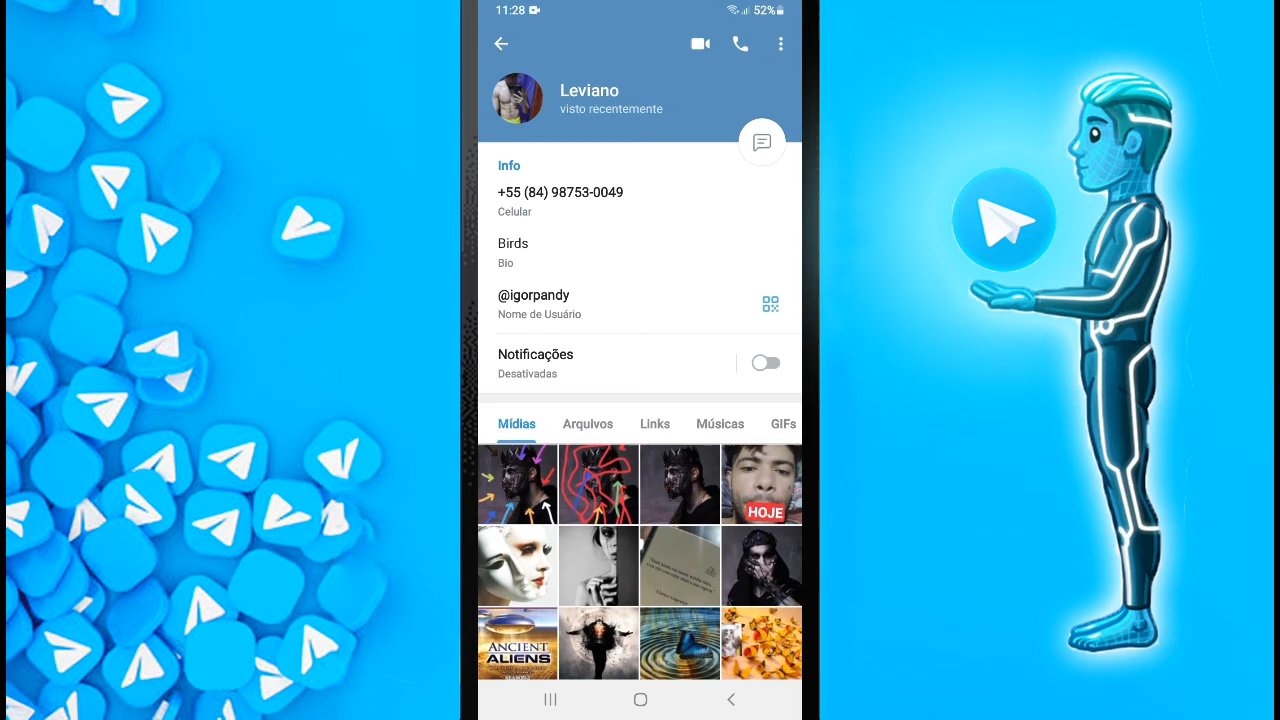 11:28
52%
Leviano
visto recentemente
Info
+55 (84) 98753-0049
Celular
Birds
Bio
@igorpandy
Nome de Usuário
Notificações
Desativadas
Mídias Arquivos Links Músicas GIFs
HOJE
ANCIENT
ALIENS